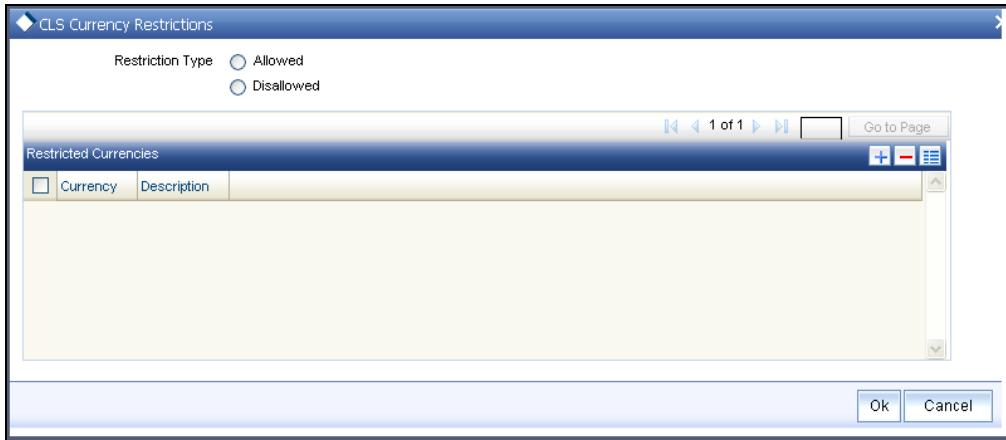 CLS Currency Restrictions
Restriction Type Allowed
Disallowed
1 of 1 Go to Page
Restricted Currencies
Currency Description
Ok Cancel